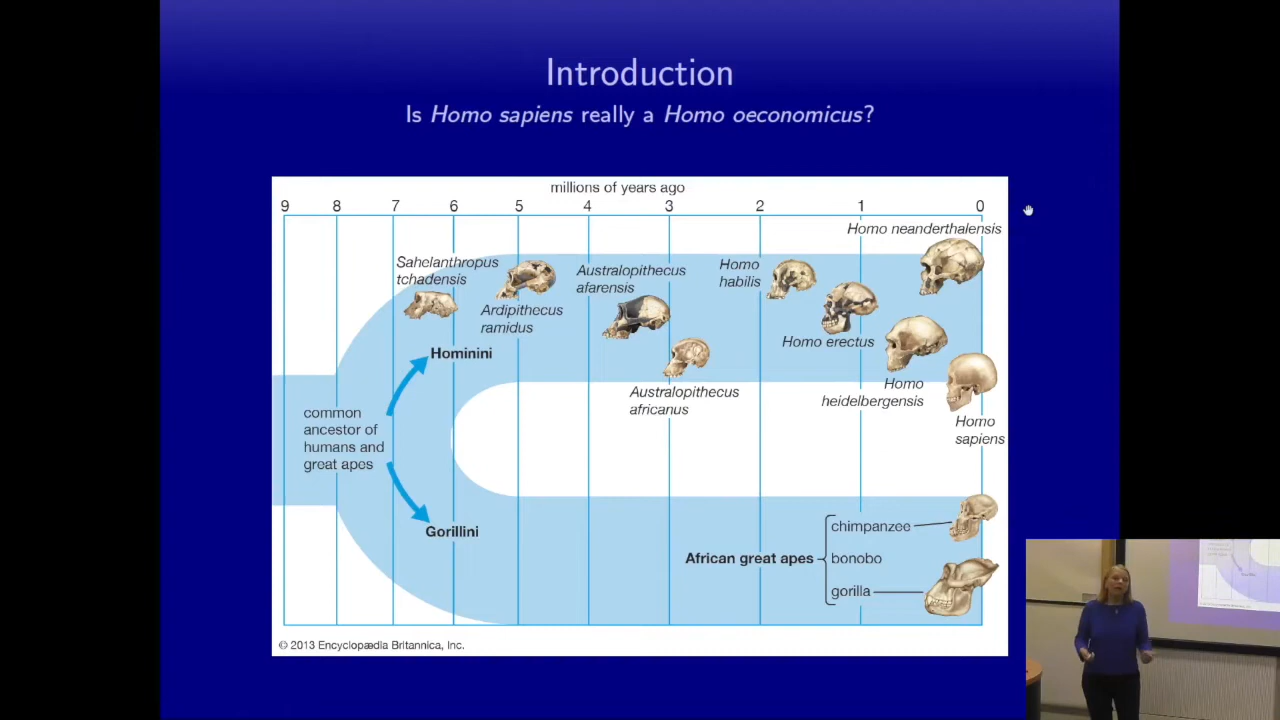 Introduction
Is Homo sapiens really a Homo oeconomicus?
millions of years ago
9 8 7 6 5 4 3 2 1 0
Homo neanderthalensis
Sahelanthropus
tchadensis
Ardipithecus
ramidus
Australopithecus
afarensis
Australopithecus
africanus
Homo
habilis
Homo erectus
Homo
heidelbergensis
Homo
sapiens
Hominini
common
ancestor of
humans and
great apes
Gorillini
African great apes
chimpanzee
bonobo
gorilla
© 2013 Encyclopædia Britannica, Inc.